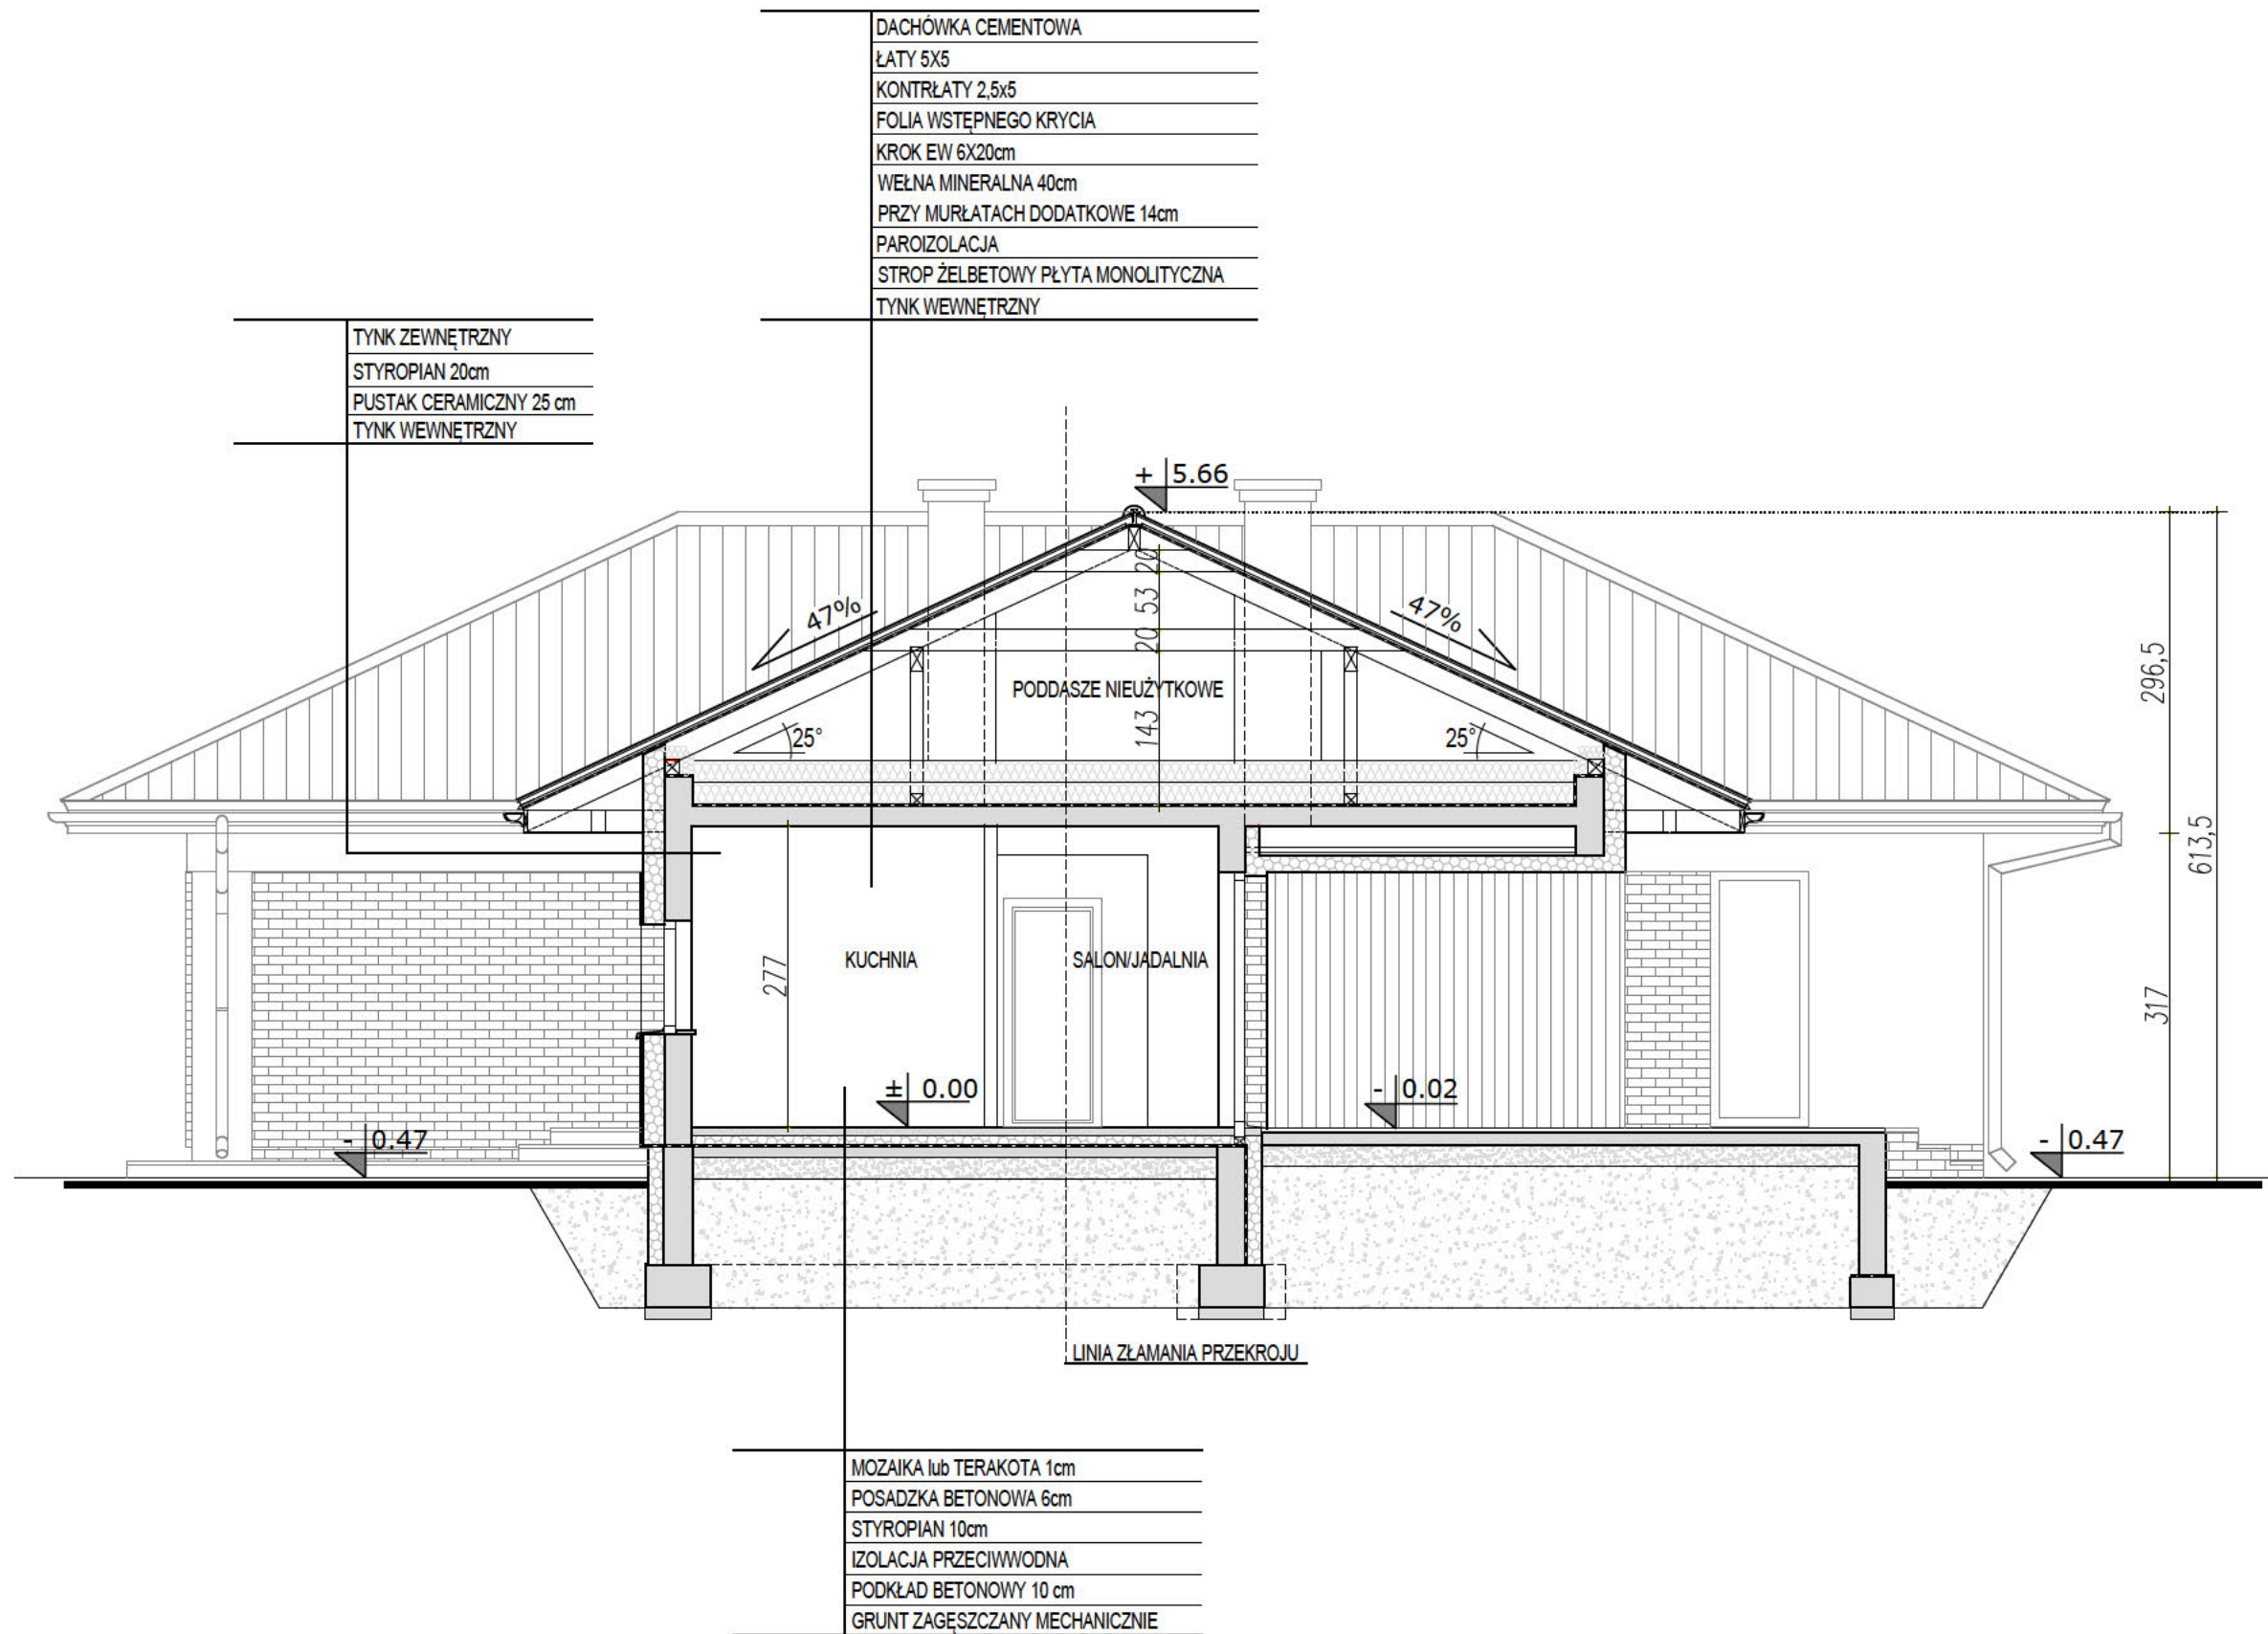 DACHÓWKA CEMENTOWA
ŁATY 5X5
KONTRŁATY 2,5x5
FOLIA WSTĘPNEGO KRYCIA
KROK EW 6X20cm
WEŁNA MINERALNA 40cm
PRZY MURŁATACH DODATKOWE 14cm
PAROIZOLACJA
STROP ŻELBETOWY PŁYTA MONOLITYCZNA
TYNK WEWNĘTRZNY
TYNK ZEWNĘTRZNY
STYROPIAN 20cm
PUSTAK CERAMICZNY 25 cm
TYNK WEWNĘTRZNY
+ 5.66
20
53
20
143
47%
47%
PODDASZE NIEUŻYTKOWE
25°
25°
296,5
613,5
317
277
KUCHNIA
SALON/JADALNIA
± 0.00
- 0.02
- 0.47
- 0.47
LINIA ZŁAMANIA PRZEKROJU
MOZAIKA lub TERAKOTA 1cm
POSADZKA BETONOWA 6cm
STYROPIAN 10cm
IZOLACJA PRZECIWWODNA
PODKŁAD BETONOWY 10 cm
GRUNT ZAGĘSZCZANY MECHANICZNIE